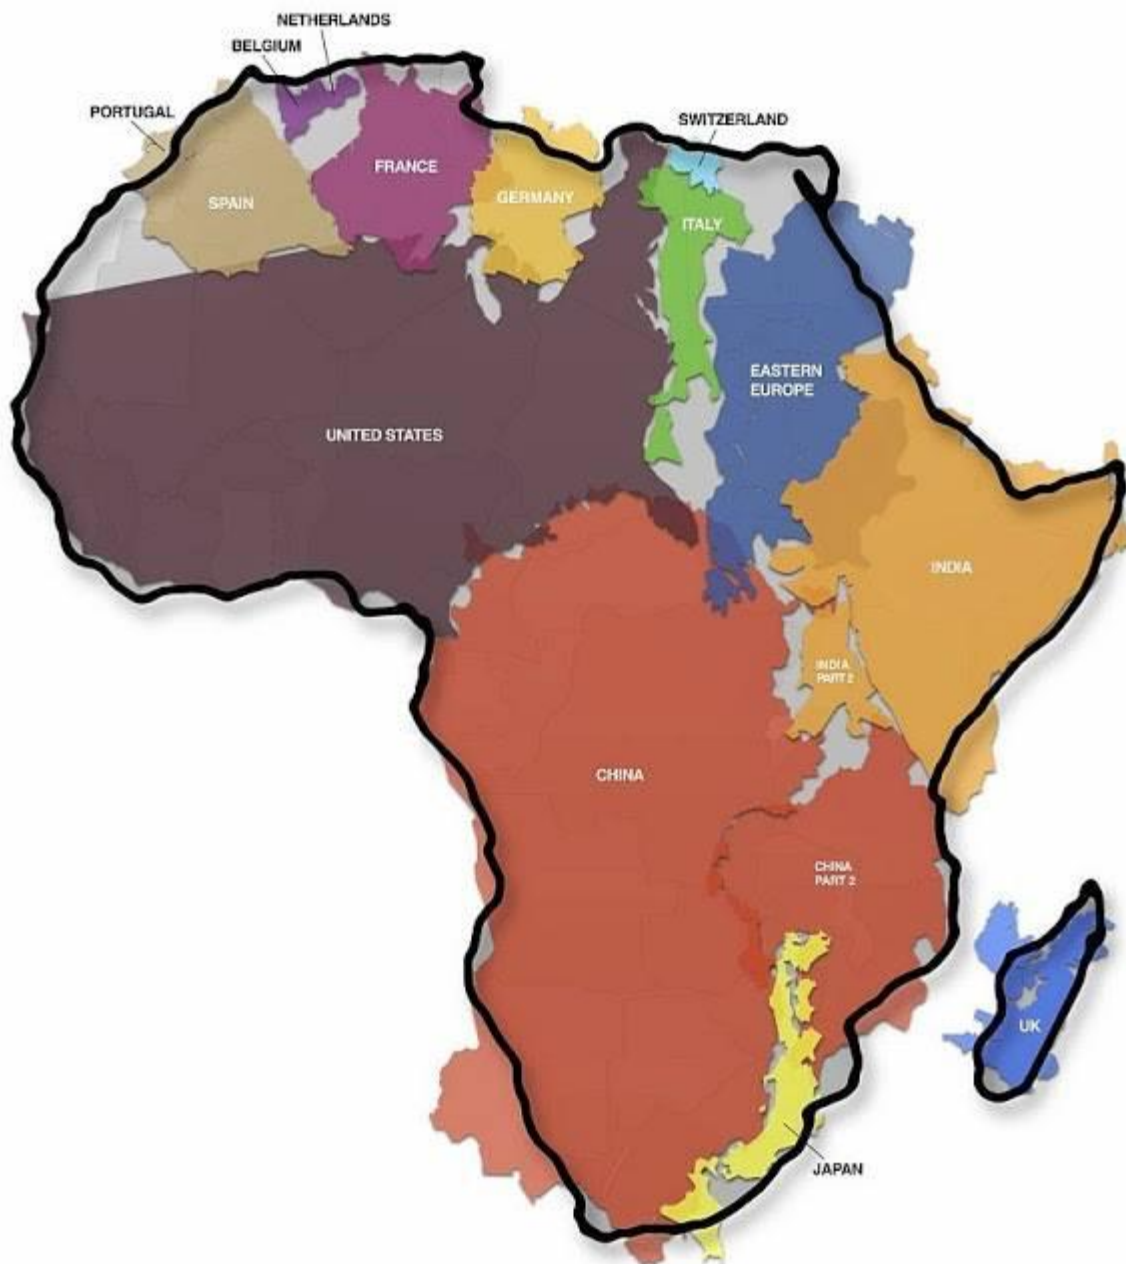 NETHERLANDS
BELGIUM
PORTUGAL
SWITZERLAND
FRANCE
GERMANY
SPAIN
ITALY
EASTERN
EUROPE
UNITED STATES
INDIA
INDIA
PART 2
CHINA
CHINA
PART 2
UK
JAPAN